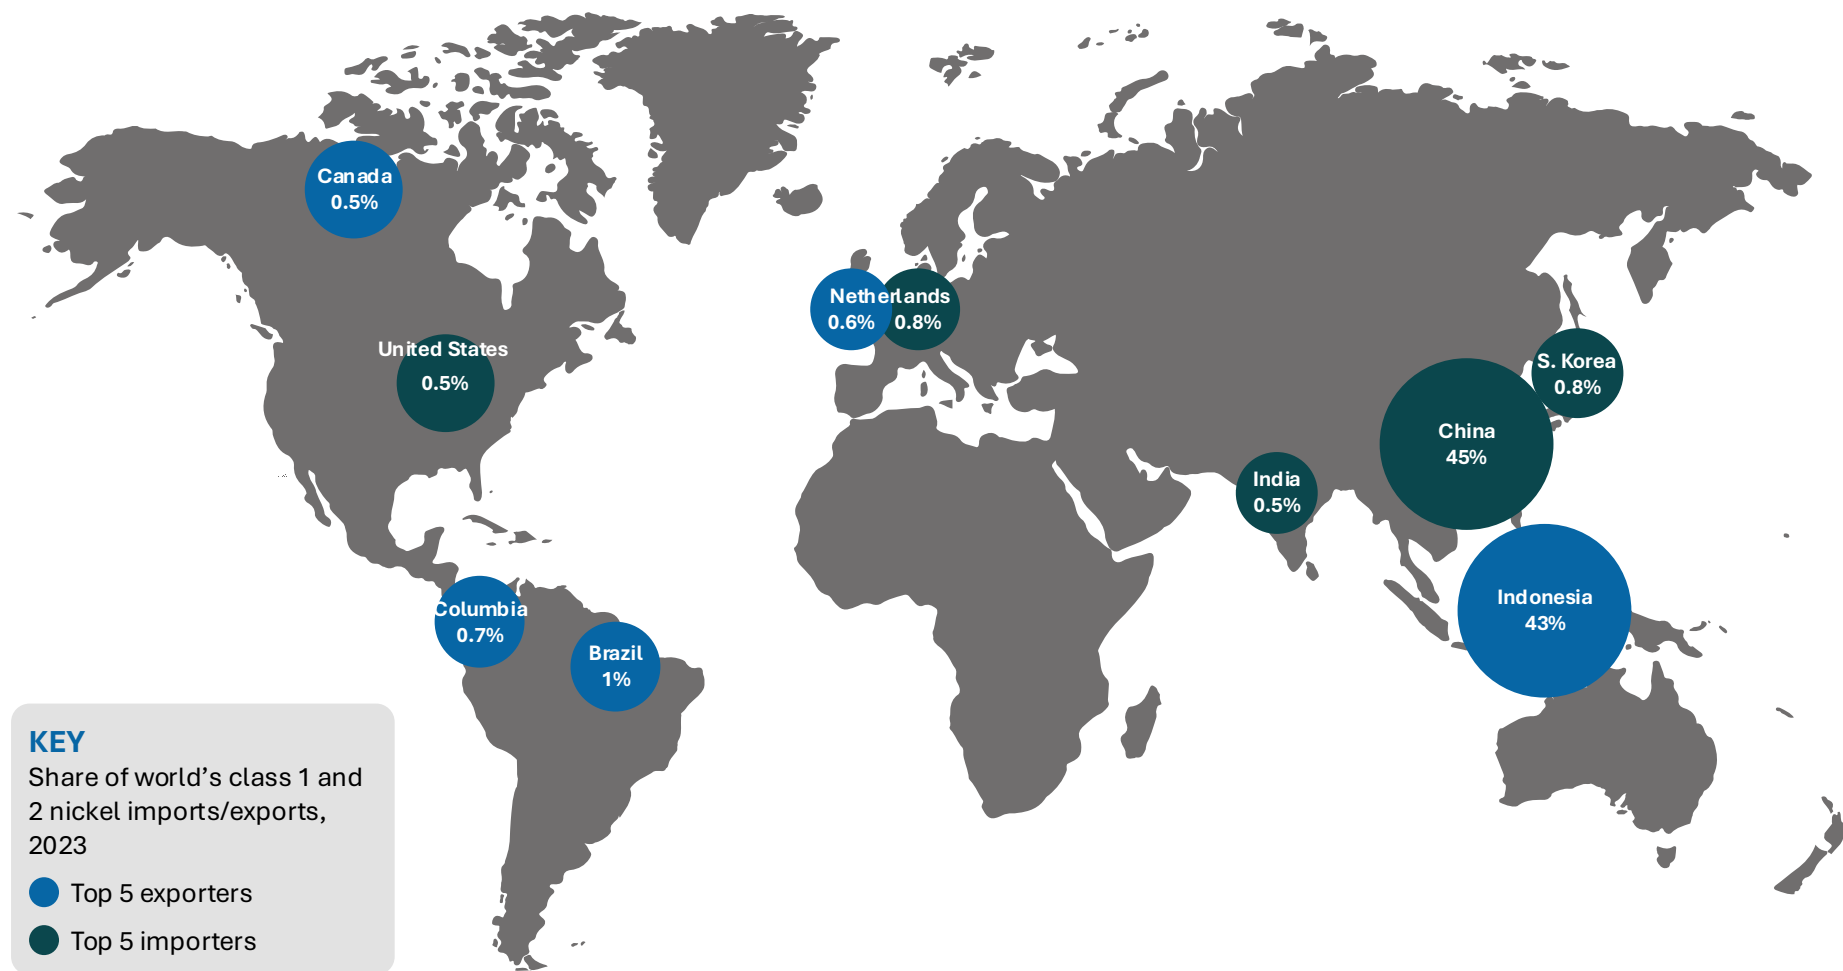 Canada
0.5%
United States
0.5%
Netherlands
0.6% 0.8%
S. Korea
0.8%
China
45%
India
0.5%
Indonesia
43%
Columbia
0.7%
Brazil
1%
KEY
Share of world's class 1 and
2 nickel imports/exports,
2023
Top 5 exporters
Top 5 importers